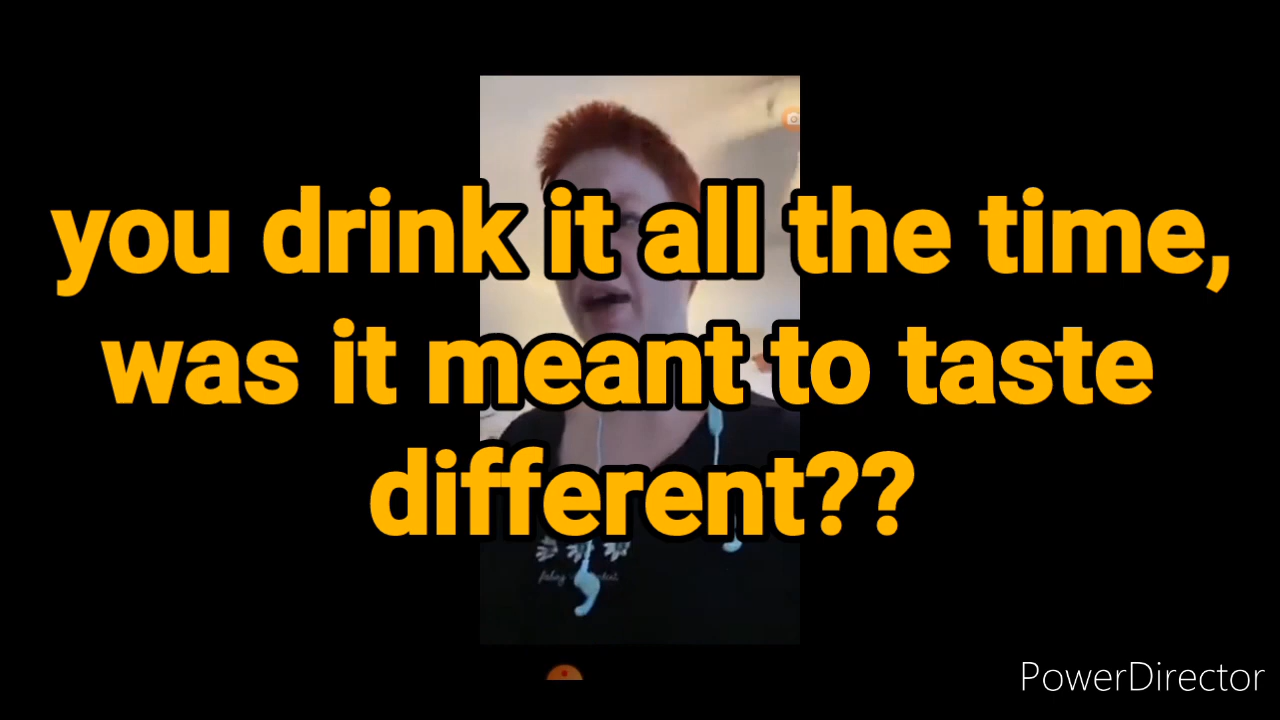 you drink it all the time,
was it meant to taste
different??
PowerDirector